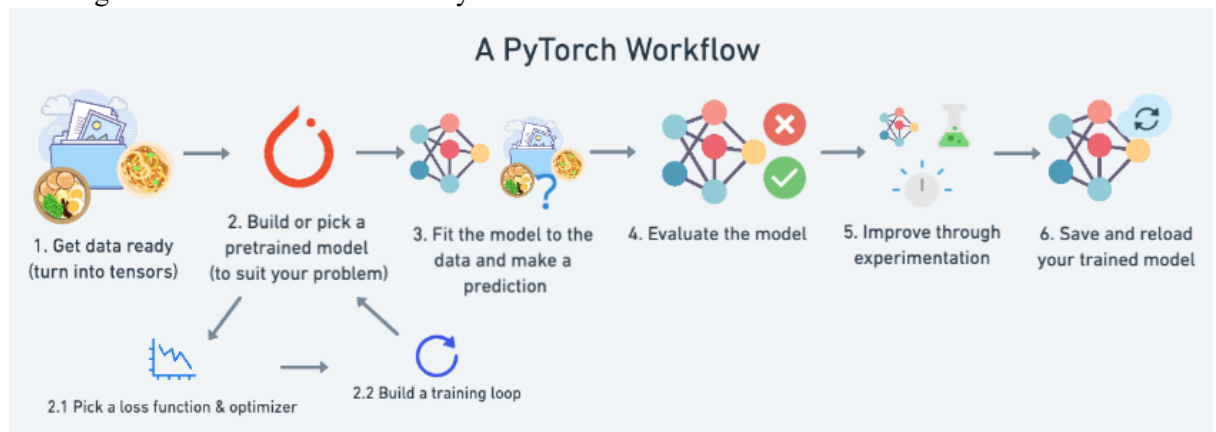 A PyTorch Workflow
1. Get data ready
(turn into tensors)
2. Build or pick a
pretrained model
(to suit your problem)
3. Fit the model to the
data and make a
prediction
4. Evaluate the model
5. Improve through
experimentation
6. Save and reload
your trained model
2.1 Pick a loss function & optimizer
2.2 Build a training loop